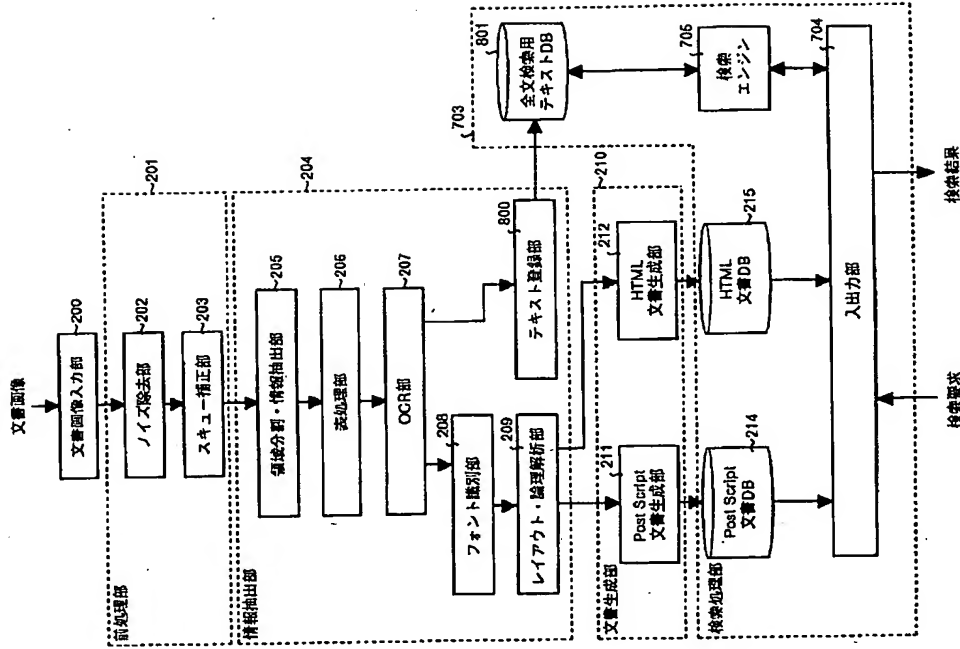 文書画像
文書画像入力部
200
前処理部
201
ノイズ除去部
202
スキュー補正部
203
情報抽出部
204
領域分割・情報抽出部
205
表処理部
206
OCR部
207
フォント識別部
208
レイアウト・論理解析部
209
テキスト登録部
800
文書生成部
210
Post Script
文書生成部
211
HTML
文書生成部
212
検索処理部
703
Post Script
文書DB
214
HTML
文書DB
215
全文検索用
テキストDB
801
検索
エンジン
705
入出力部
704
検索要求
検索結果